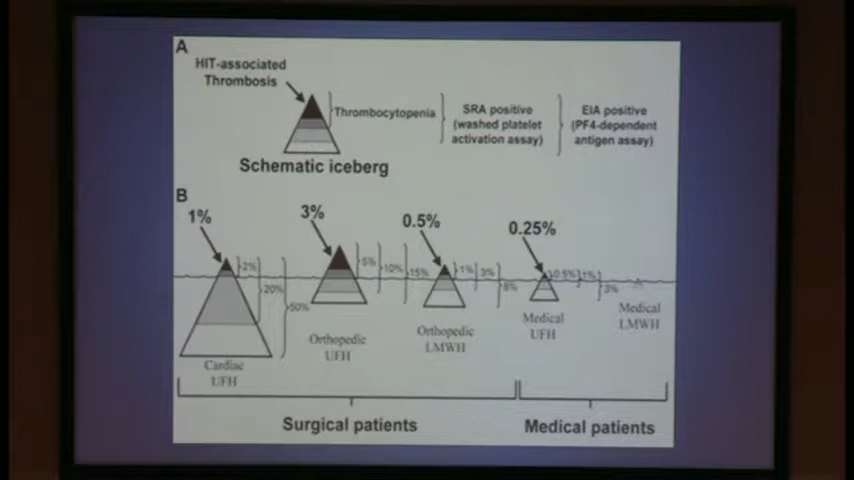 A
HIT-associated
Thrombosis
Thrombocytopenia
SRA positive
(washed platelet
activation assay)
EIA positive
(PF4-dependent
antigen assay)
Schematic iceberg
B
1%
3%
0.5%
0.25%
2%
20%
50%
5%
10%
15%
1%
3%
6%
0.5%
1%
3%
Cardiac
UFH
Orthopedic
UFH
Orthopedic
LMWH
Medical
UFH
Medical
LMWH
Surgical patients
Medical patients